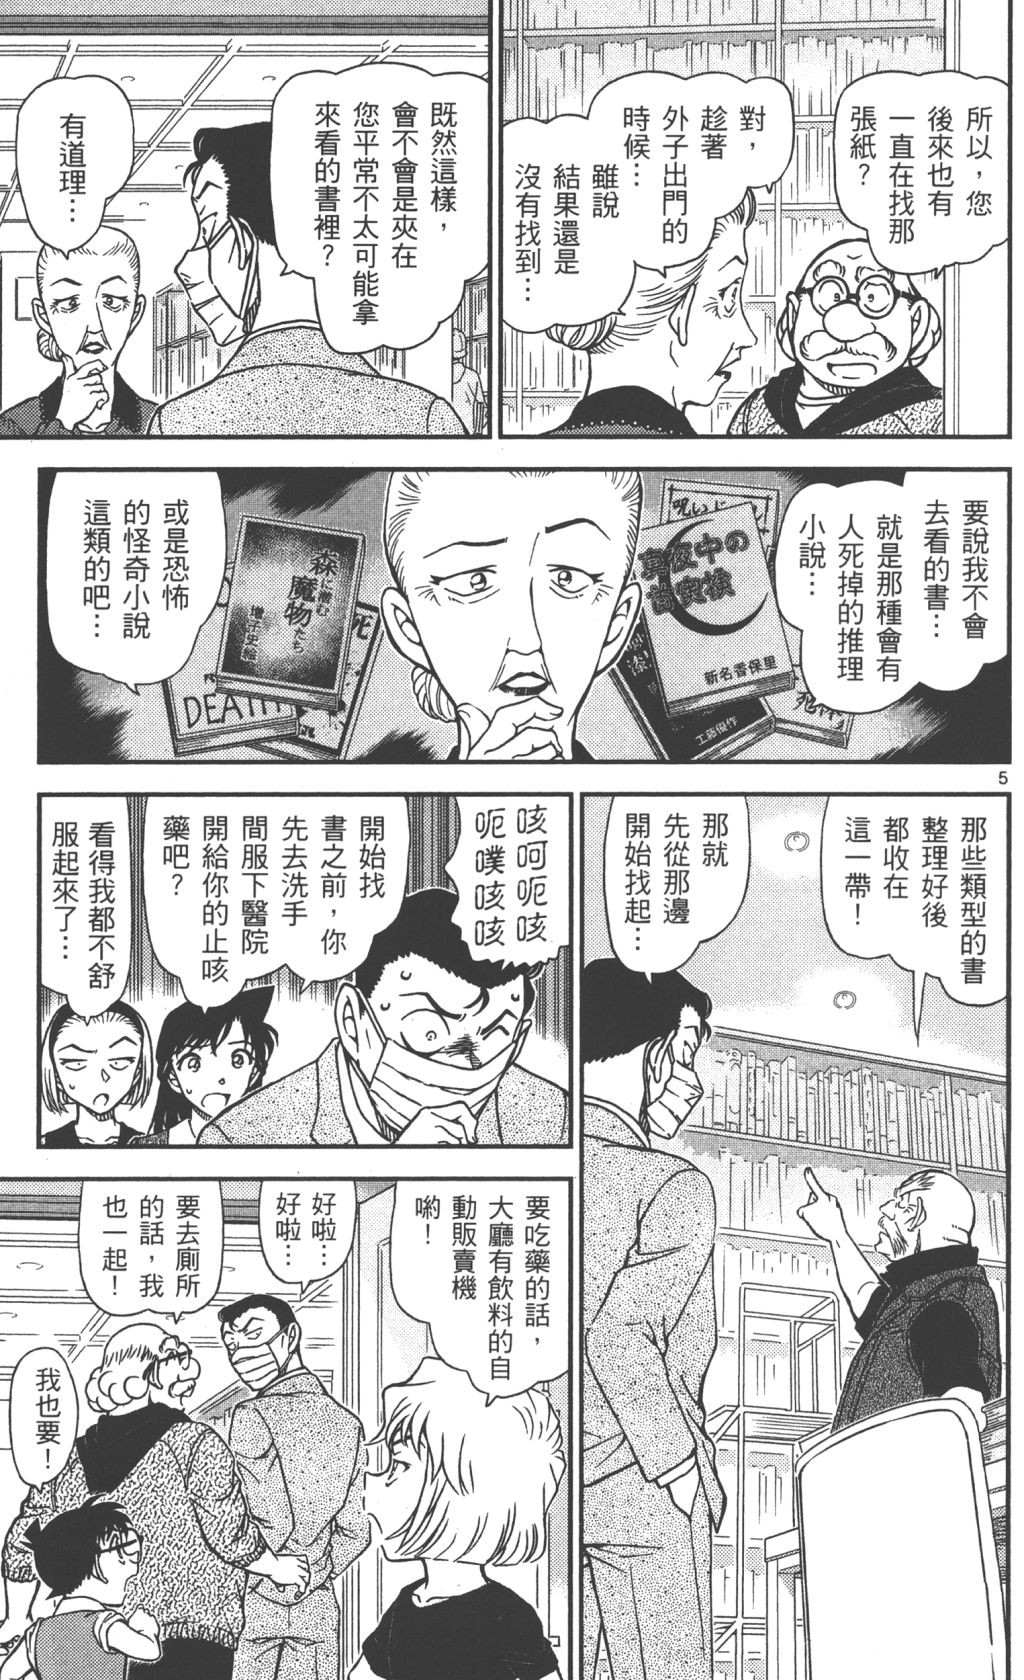 所以，您
後來也有
一直在找那
張紙？
對，
趁著
外子出門的
時候…
雖說
結果還是
沒有找到…
既然這樣，
會不會是夾在
您平常不太可能拿
來看的書裡？
有道理…
要說我不會
去看的書…
就是那種會有
人死掉的推理
小說…
真夜中の
首実検
新名香保里
工藤優作
森に潜む
魔物たち
DEATH
死
或是恐怖
的怪奇小說
這類的吧…
5
那些類型的書
整理好後
都收在
這一帶！
那就
先從那邊
開始找起…
咳呵呃咳
呃噗咳咳
開始找
書之前，你
先去洗手
間服下醫院
開給你的止咳
藥吧？
看得我都不舒
服起來了…
要吃藥的話，
大廳有飲料的自
動販賣機
喲！
好啦…
好啦…
要去廁所
的話，我
也一起！
我也要！